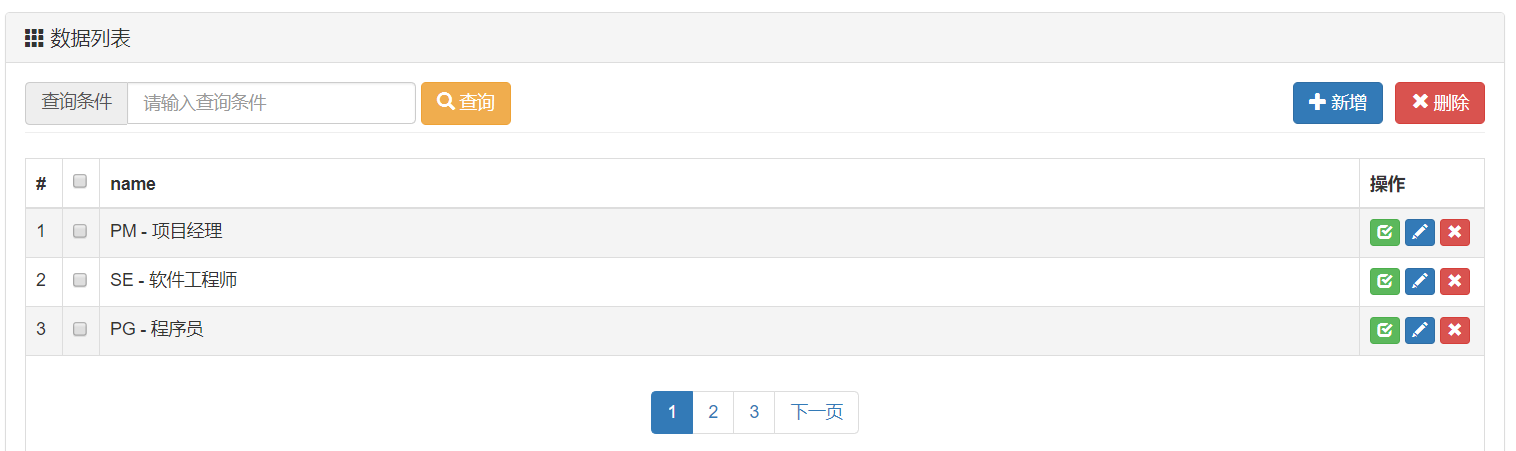 数据列表
查询条件 请输入查询条件 查询 新增 删除
# name 操作
1 PM - 项目经理
2 SE - 软件工程师
3 PG - 程序员
1 2 3 下一页